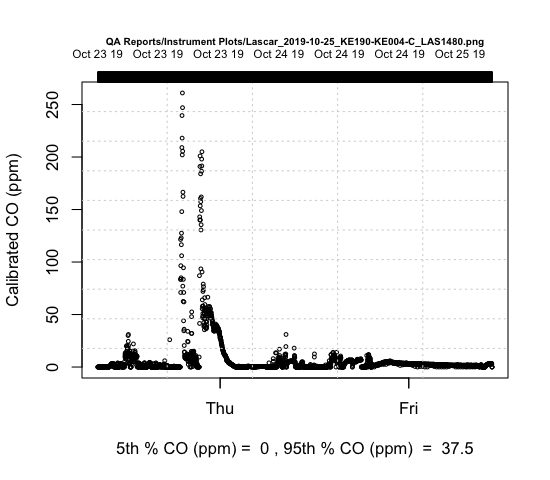 QA Reports/Instrument Plots/Lascar_2019-10-25_KE190-KE004-C_LAS1480.png
Oct 23 19 Oct 23 19 Oct 23 19 Oct 24 19 Oct 24 19 Oct 24 19 Oct 25 19
Calibrated CO (ppm)
250
200
150
100
50
0
Thu Fri
5th % CO (ppm) = 0 , 95th % CO (ppm) = 37.5